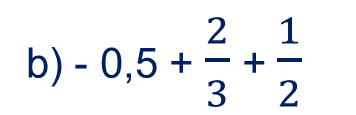 b) - 0,5 + 2/3 + 1/2